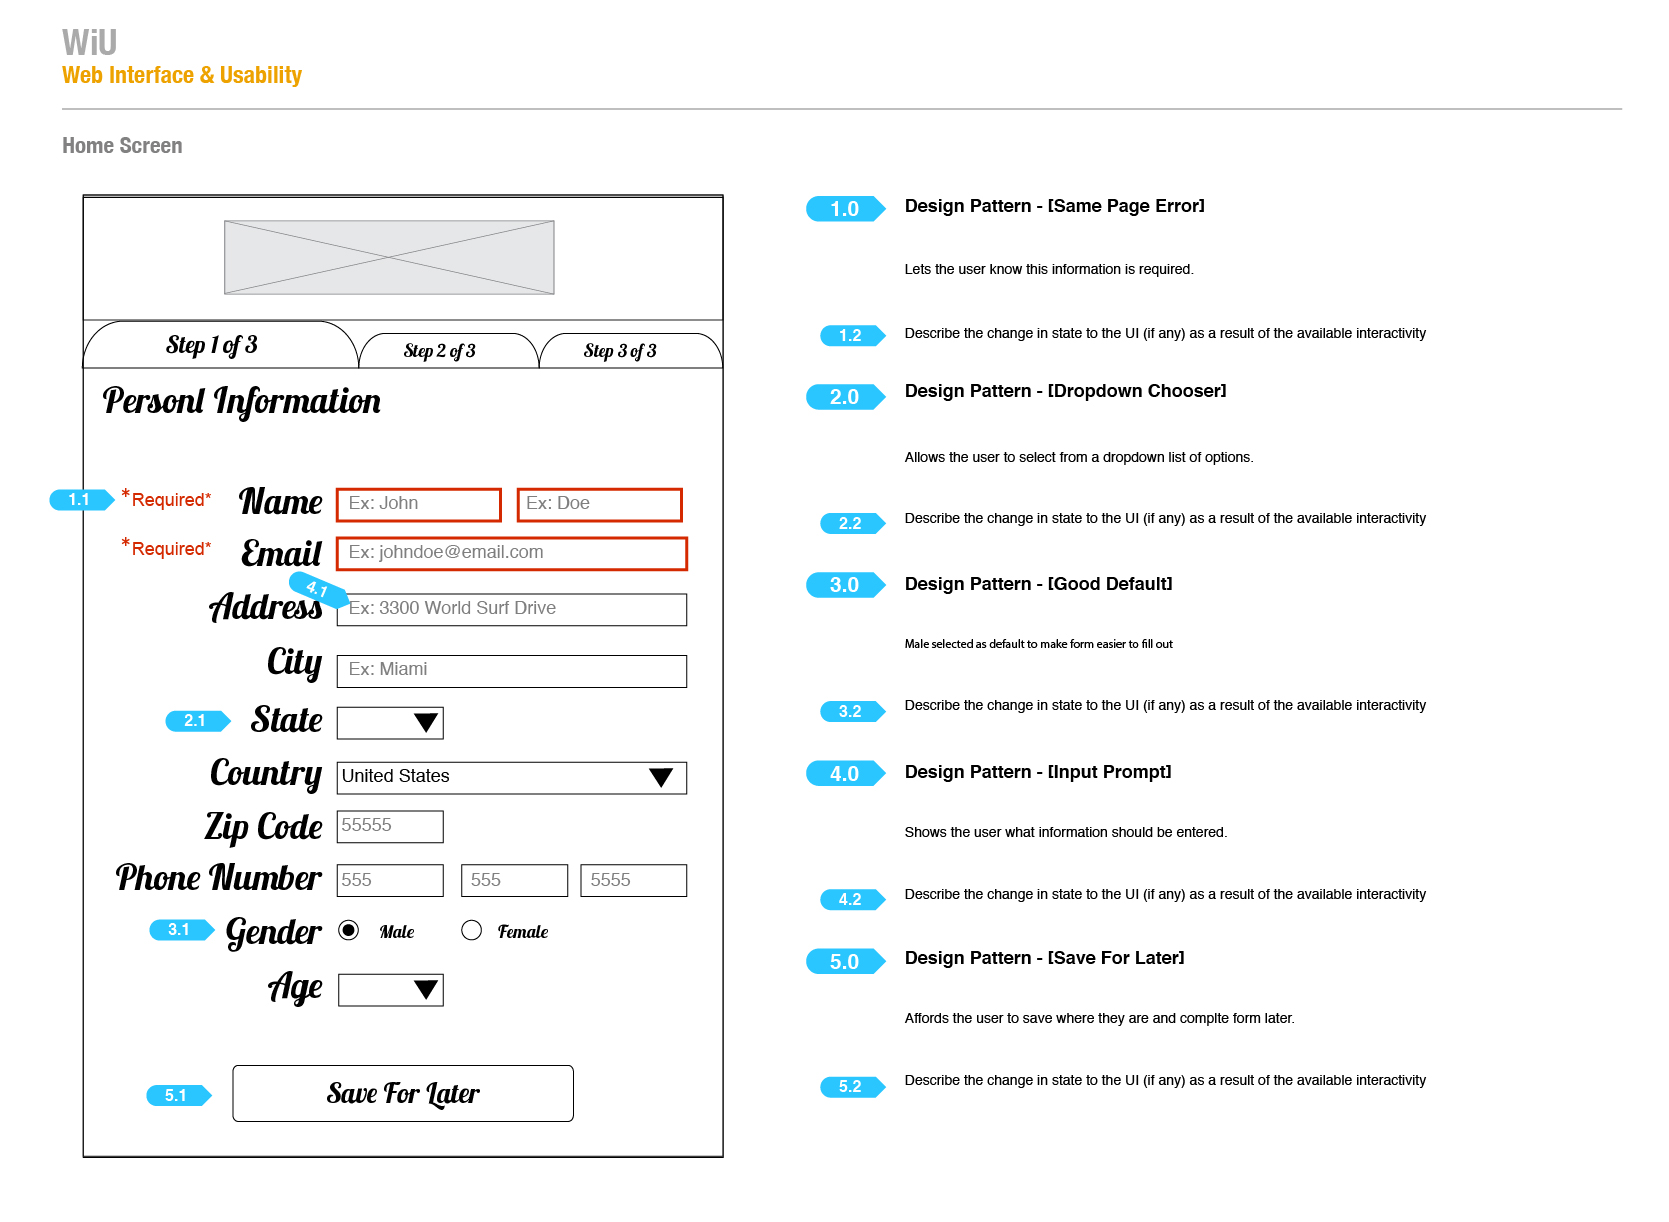 WiU
Web Interface & Usability
Home Screen
Step 1 of 3
Step 2 of 3
Step 3 of 3
Personl Information
1.1 *Required* Name Ex: John Ex: Doe
*Required* Email Ex: johndoe@email.com
4.1
Address Ex: 3300 World Surf Drive
City Ex: Miami
2.1 State
Country United States
Zip Code 55555
Phone Number 555 555 5555
3.1 Gender Male Female
Age
5.1 Save For Later
1.0 Design Pattern - [Same Page Error]
Lets the user know this information is required.
1.2 Describe the change in state to the UI (if any) as a result of the available interactivity
2.0 Design Pattern - [Dropdown Chooser]
Allows the user to select from a dropdown list of options.
2.2 Describe the change in state to the UI (if any) as a result of the available interactivity
3.0 Design Pattern - [Good Default]
Male selected as default to make form easier to fill out
3.2 Describe the change in state to the UI (if any) as a result of the available interactivity
4.0 Design Pattern - [Input Prompt]
Shows the user what information should be entered.
4.2 Describe the change in state to the UI (if any) as a result of the available interactivity
5.0 Design Pattern - [Save For Later]
Affords the user to save where they are and complte form later.
5.2 Describe the change in state to the UI (if any) as a result of the available interactivity